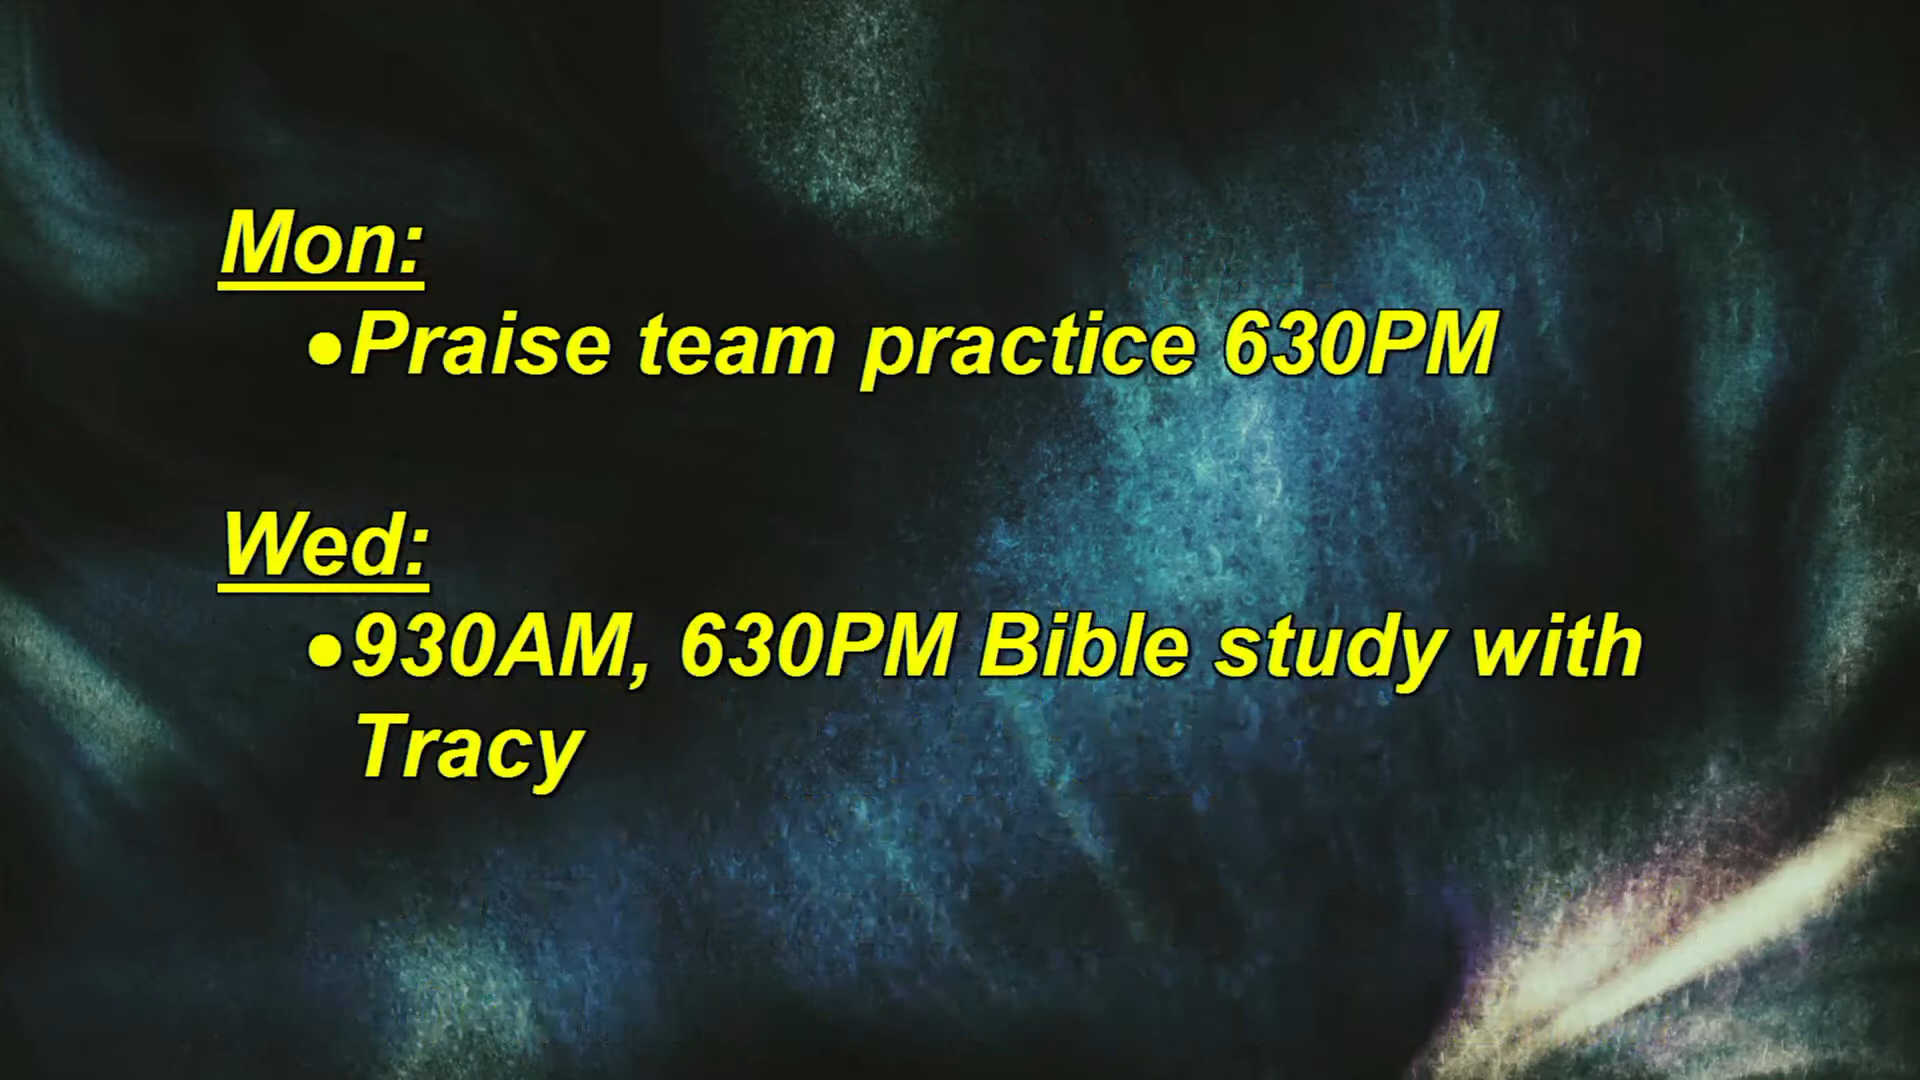 Mon:
•Praise team practice 630PM
Wed:
•930AM, 630PM Bible study with
Tracy